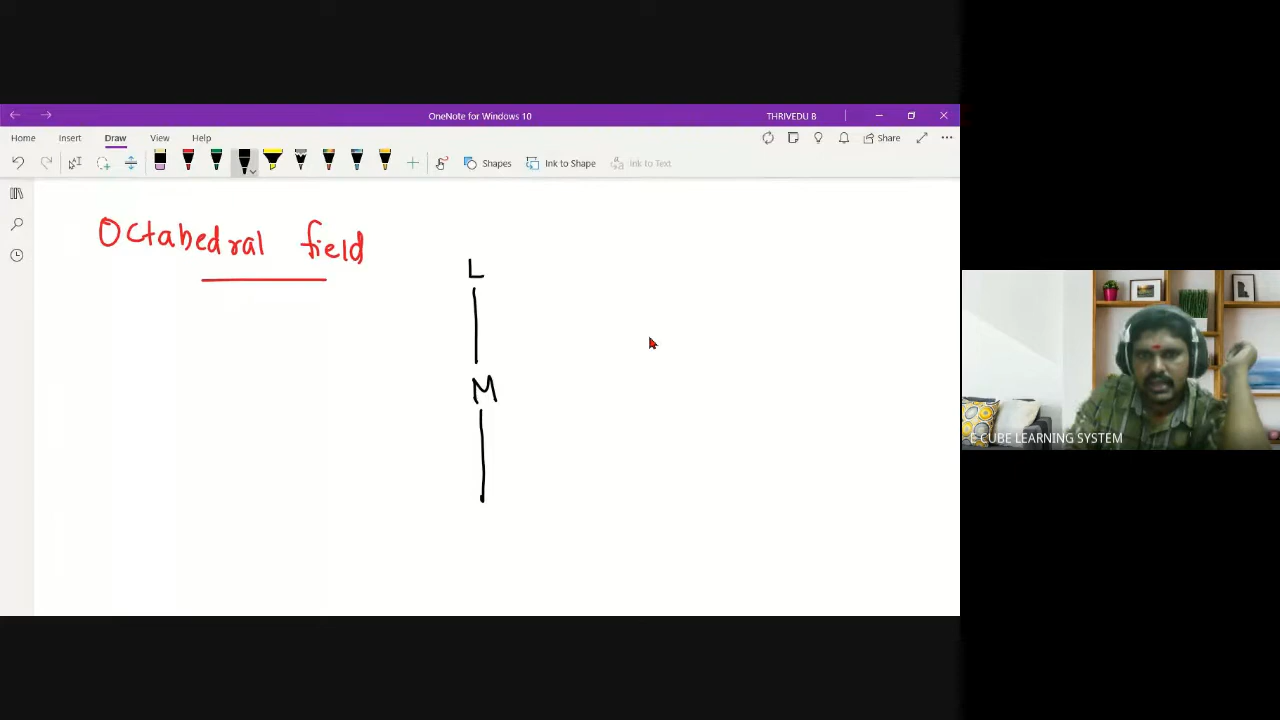 OneNote for Windows 10
THRIVEDU B
Home Insert Draw View Help
Share
Shapes Ink to Shape Ink to Text
Octahedral field
L
M
E CUBE LEARNING SYSTEM